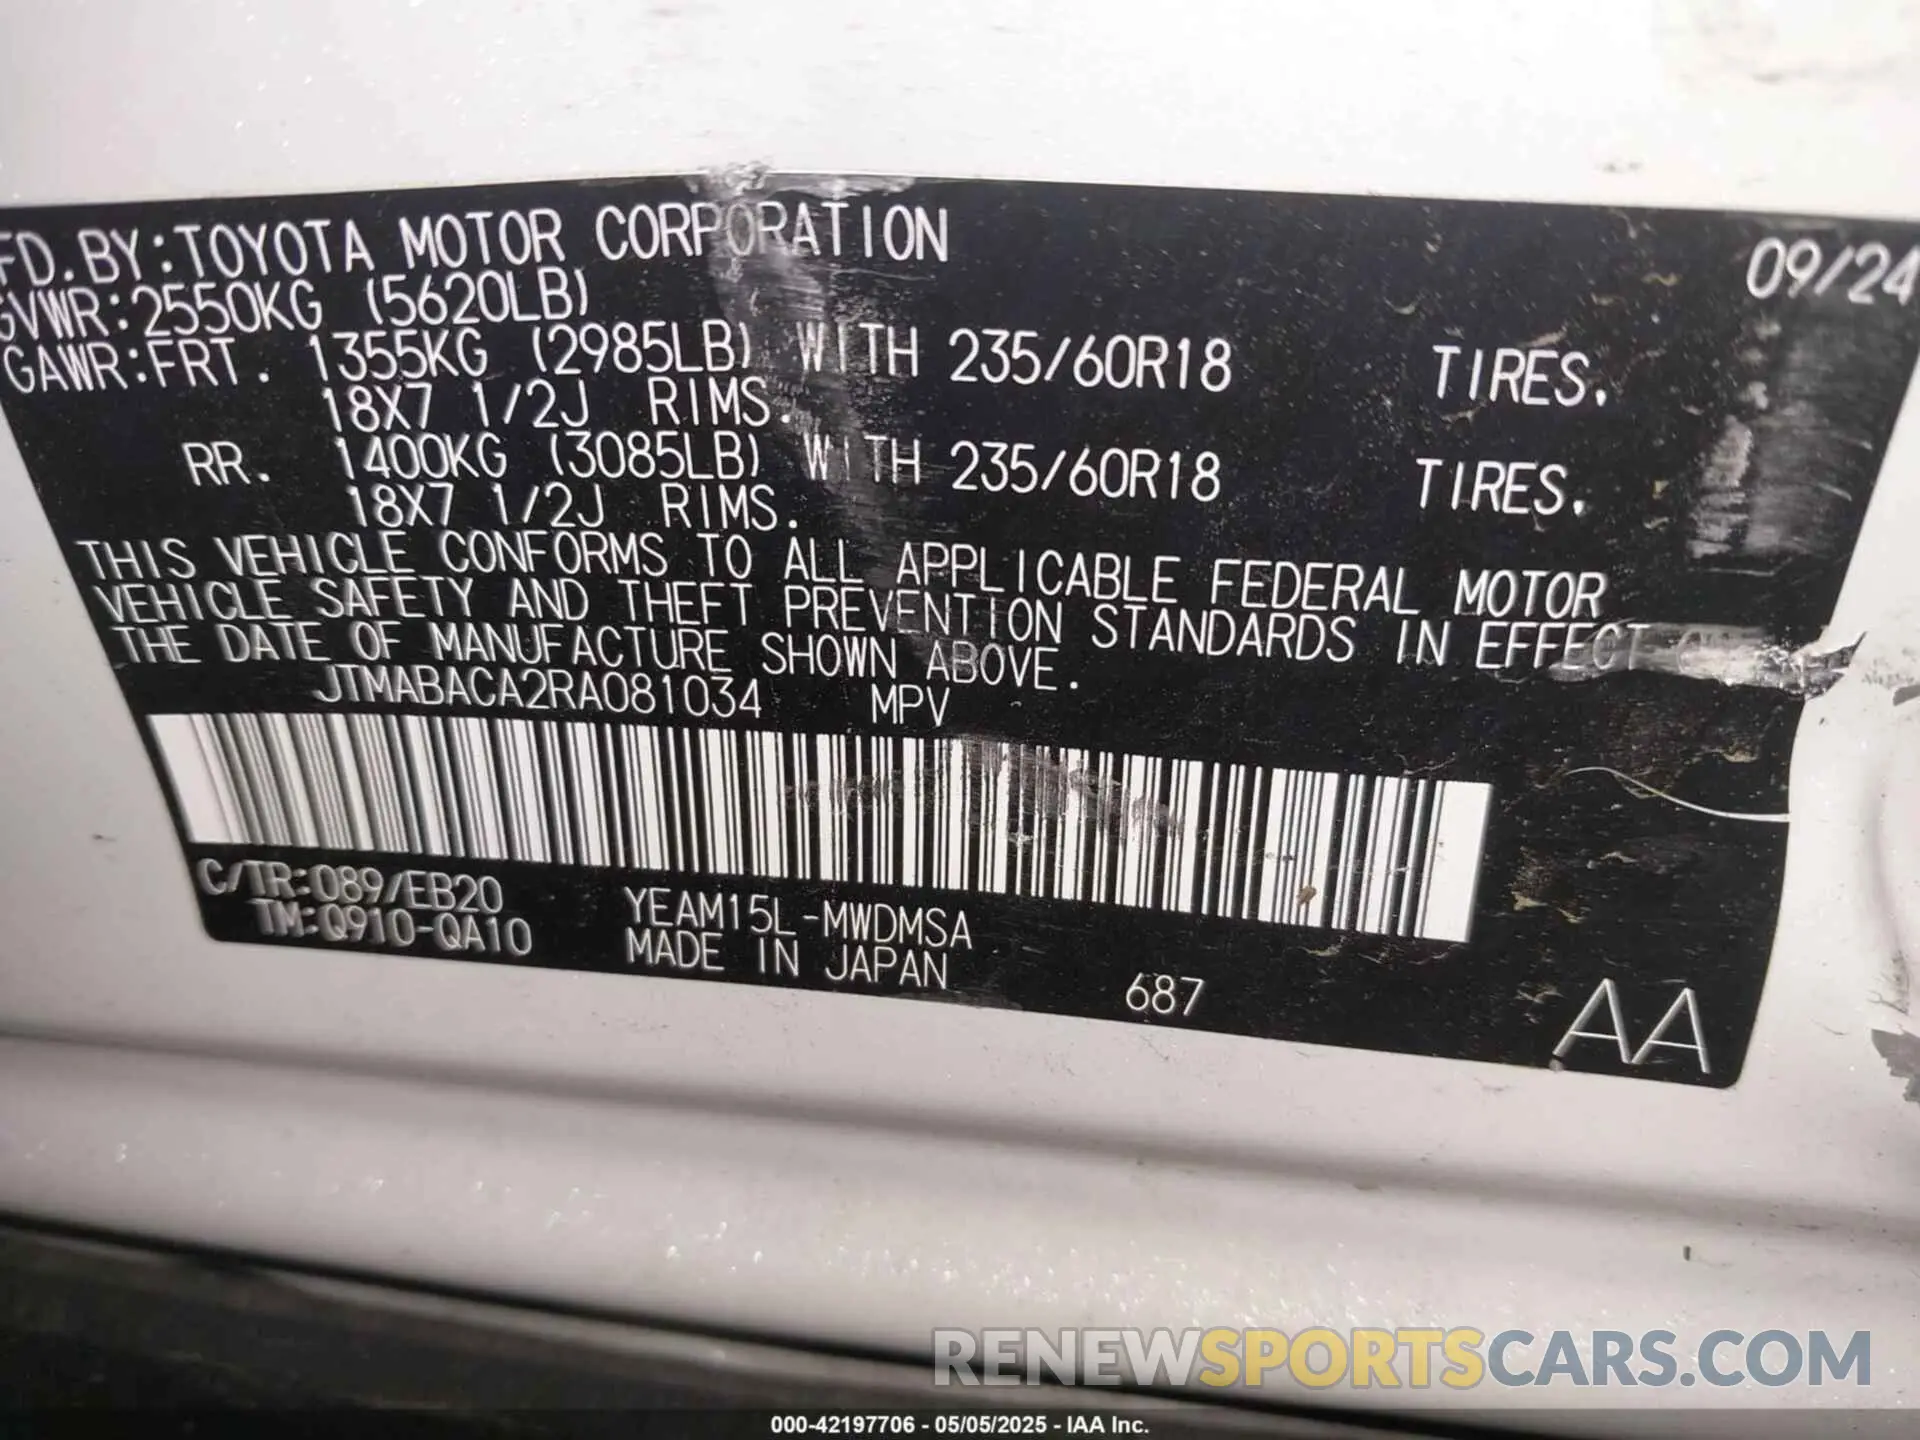 FD. BY:TOYOTA MOTOR CORPORATION 09/24
GVWR:2550KG (5620LB)
GAWR:FRT. 1355KG (2985LB) WITH 235/60R18 TIRES.
18X7 1/2J RIMS.
RR. 1400KG (3085LB) WITH 235/60R18 TIRES.
18X7 1/2J RIMS.
THIS VEHICLE CONFORMS TO ALL APPLICABLE FEDERAL MOTOR
VEHICLE SAFETY AND THEFT PREVENTION STANDARDS IN EFFECT
THE DATE OF MANUFACTURE SHOWN ABOVE.
JTMABACA2RA081034 MPV
C/TR:089/EB20 YEAM15L-MWDMSA
TM:Q910-QA10 MADE IN JAPAN
687 AA
RENEWSPORTSCARS.COM
000-42197706 - 05/05/2025 - IAA Inc.